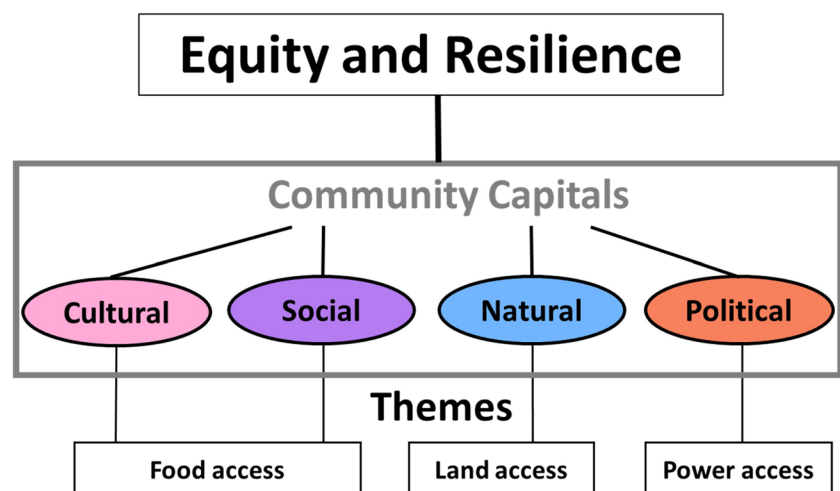 Equity and Resilience
Community Capitals
Cultural
Social
Natural
Political
Themes
Food access
Land access
Power access